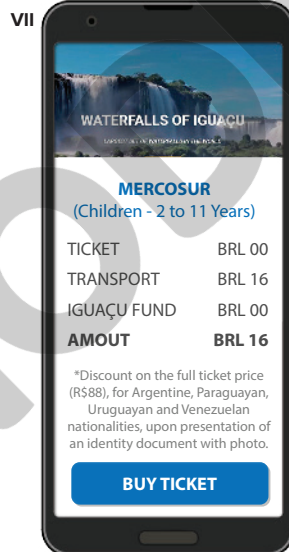 VII
WATERFALLS OF IGUAÇU
MERCOSUR
(Children - 2 to 11 Years)
TICKET BRL 00
TRANSPORT BRL 16
IGUAÇU FUND BRL 00
AMOUT BRL 16
*Discount on the full ticket price
(R$88), for Argentine, Paraguayan,
Uruguayan and Venezuelan
nationalities, upon presentation of
an identity document with photo.
BUY TICKET